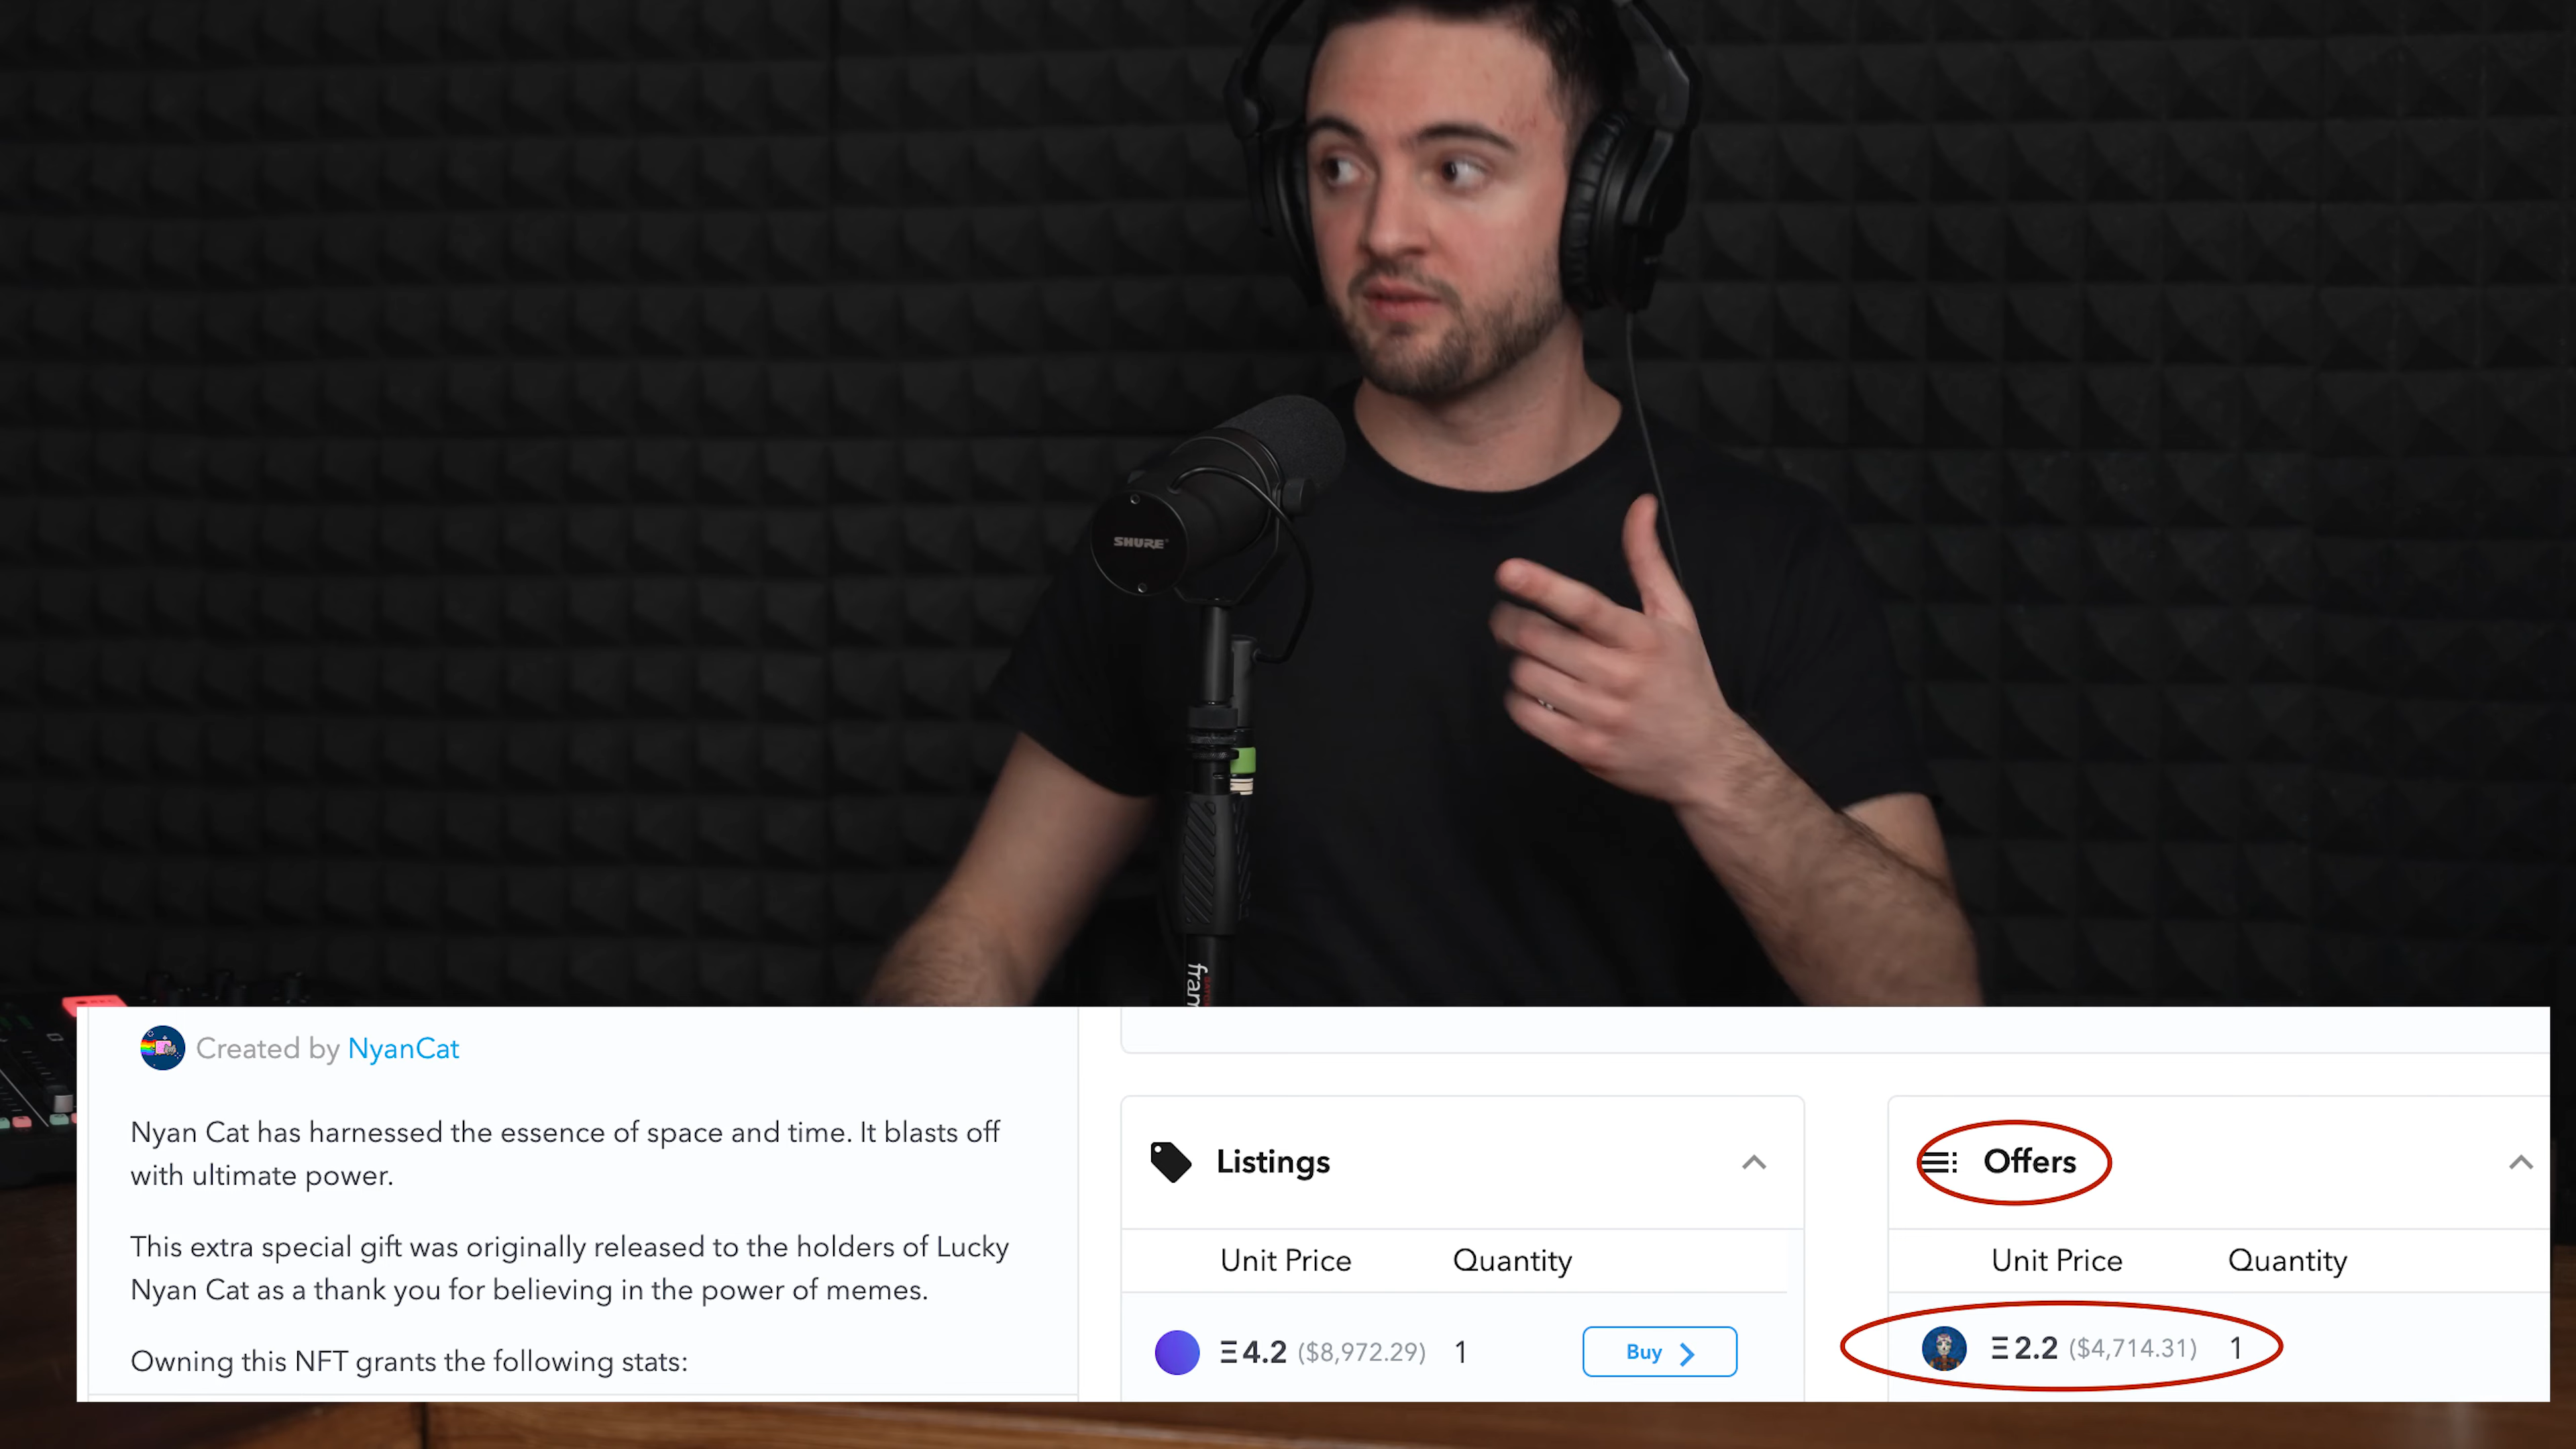 SHURE
fram
Created by NyanCat
Nyan Cat has harnessed the essence of space and time. It blasts off
with ultimate power.
This extra special gift was originally released to the holders of Lucky
Nyan Cat as a thank you for believing in the power of memes.
Owning this NFT grants the following stats:
Listings
Unit Price Quantity
Ξ 4.2 ($8,972.29) 1 Buy
Offers
Unit Price Quantity
Ξ 2.2 ($4,714.31) 1